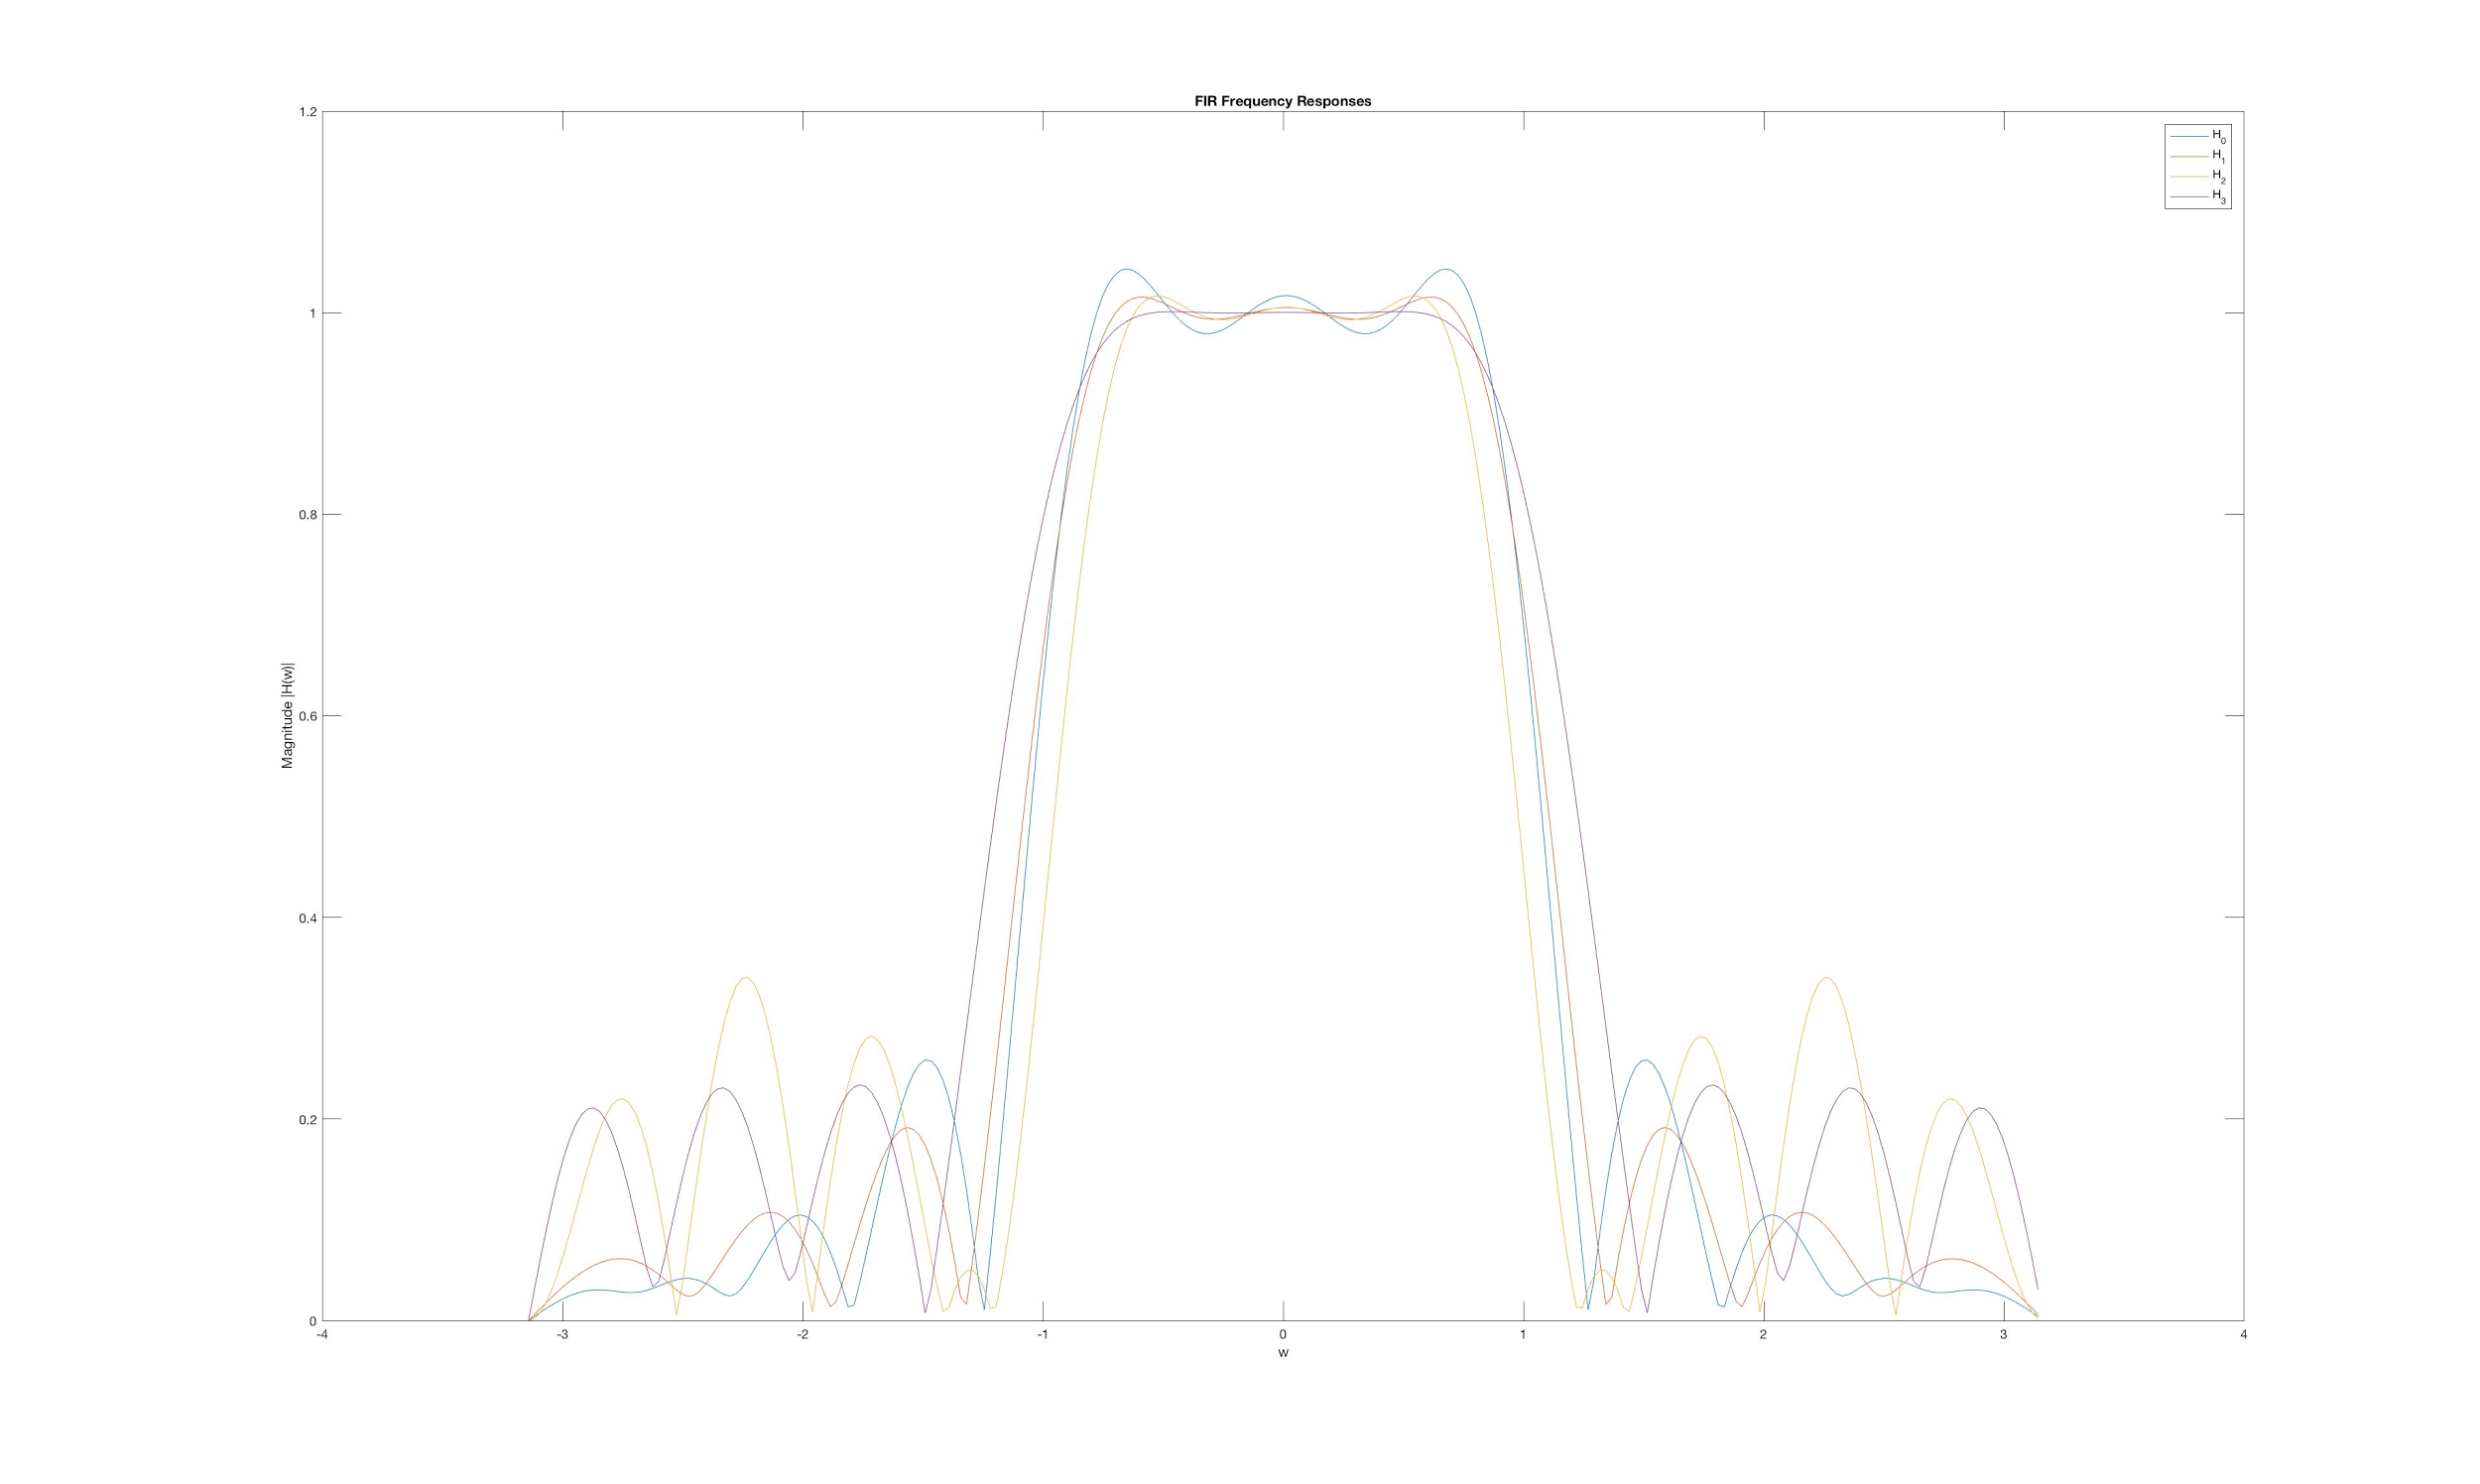 FIR Frequency Responses
1.2
1
0.8
0.6
0.4
0.2
0
Magnitude |H(w)|
-4 -3 -2 -1 0 1 2 3 4
w
H0
H1
H2
H3